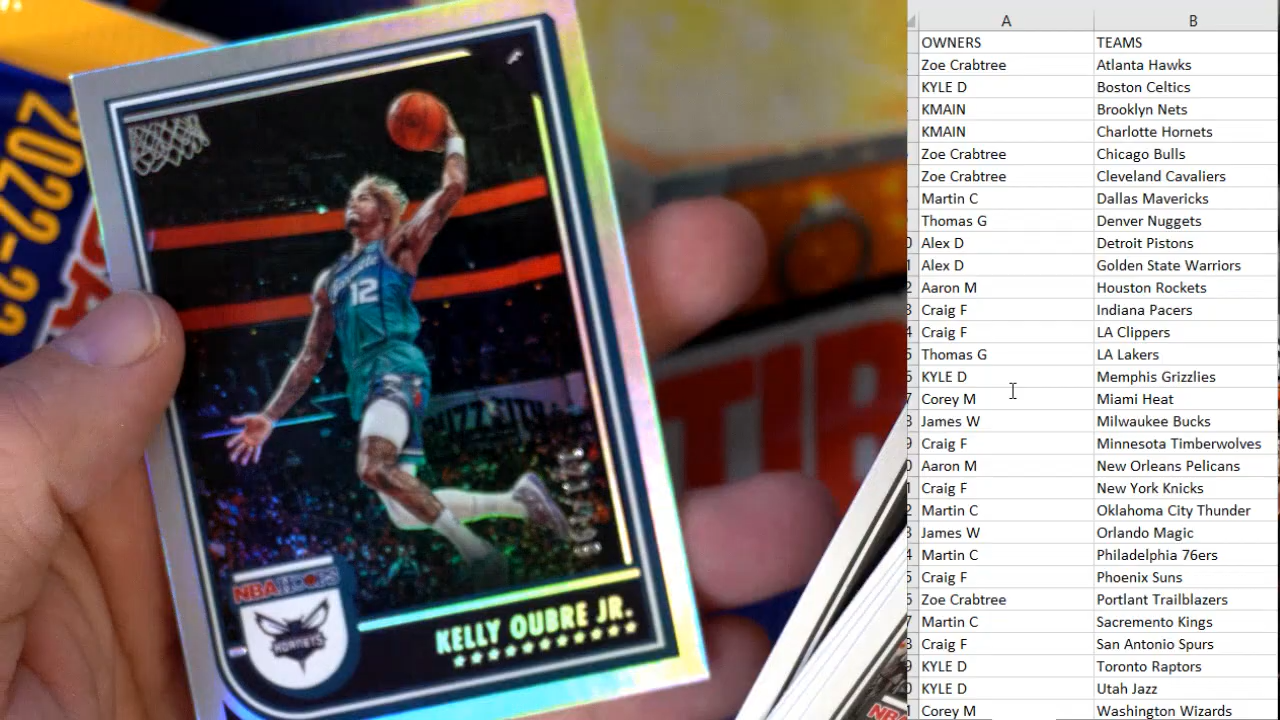 2022-2
12
BUZZ CITY
NBA HOOPS
HORNETS
KELLY OUBRE JR.
NBA
A B
OWNERS TEAMS
Zoe Crabtree Atlanta Hawks
KYLE D Boston Celtics
KMAIN Brooklyn Nets
KMAIN Charlotte Hornets
Zoe Crabtree Chicago Bulls
Zoe Crabtree Cleveland Cavaliers
Martin C Dallas Mavericks
Thomas G Denver Nuggets
Alex D Detroit Pistons
Alex D Golden State Warriors
Aaron M Houston Rockets
Craig F Indiana Pacers
Craig F LA Clippers
Thomas G LA Lakers
KYLE D Memphis Grizzlies
Corey M Miami Heat
James W Milwaukee Bucks
Craig F Minnesota Timberwolves
Aaron M New Orleans Pelicans
Craig F New York Knicks
Martin C Oklahoma City Thunder
James W Orlando Magic
Martin C Philadelphia 76ers
Craig F Phoenix Suns
Zoe Crabtree Portlant Trailblazers
Martin C Sacremento Kings
Craig F San Antonio Spurs
KYLE D Toronto Raptors
KYLE D Utah Jazz
Corey M Washington Wizards